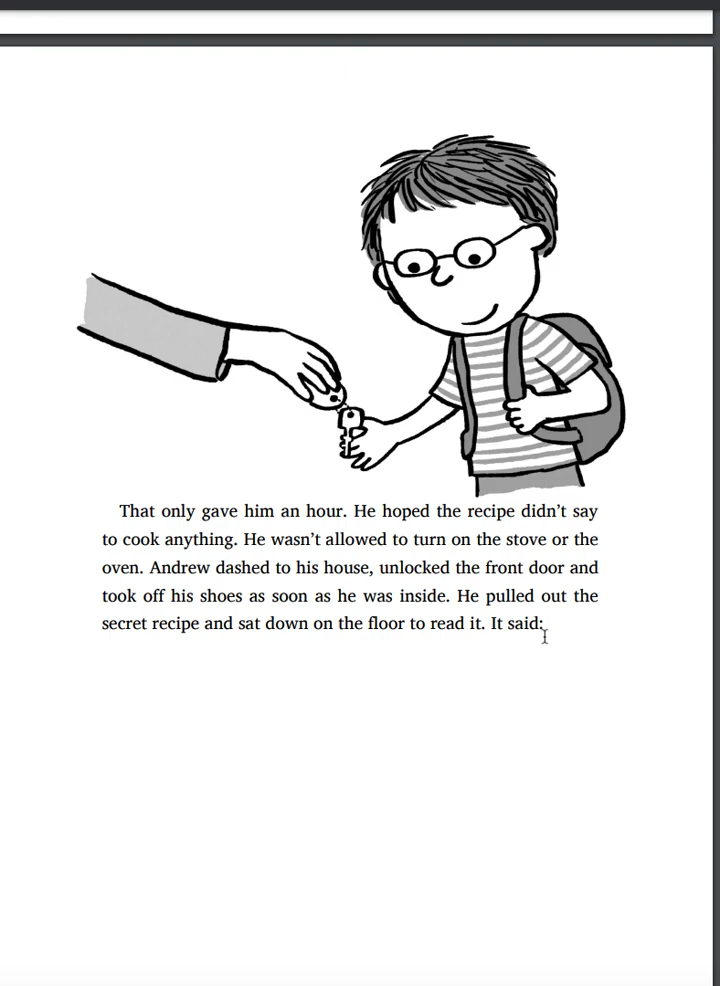 That only gave him an hour. He hoped the recipe didn’t say
to cook anything. He wasn’t allowed to turn on the stove or the
oven. Andrew dashed to his house, unlocked the front door and
took off his shoes as soon as he was inside. He pulled out the
secret recipe and sat down on the floor to read it. It said: